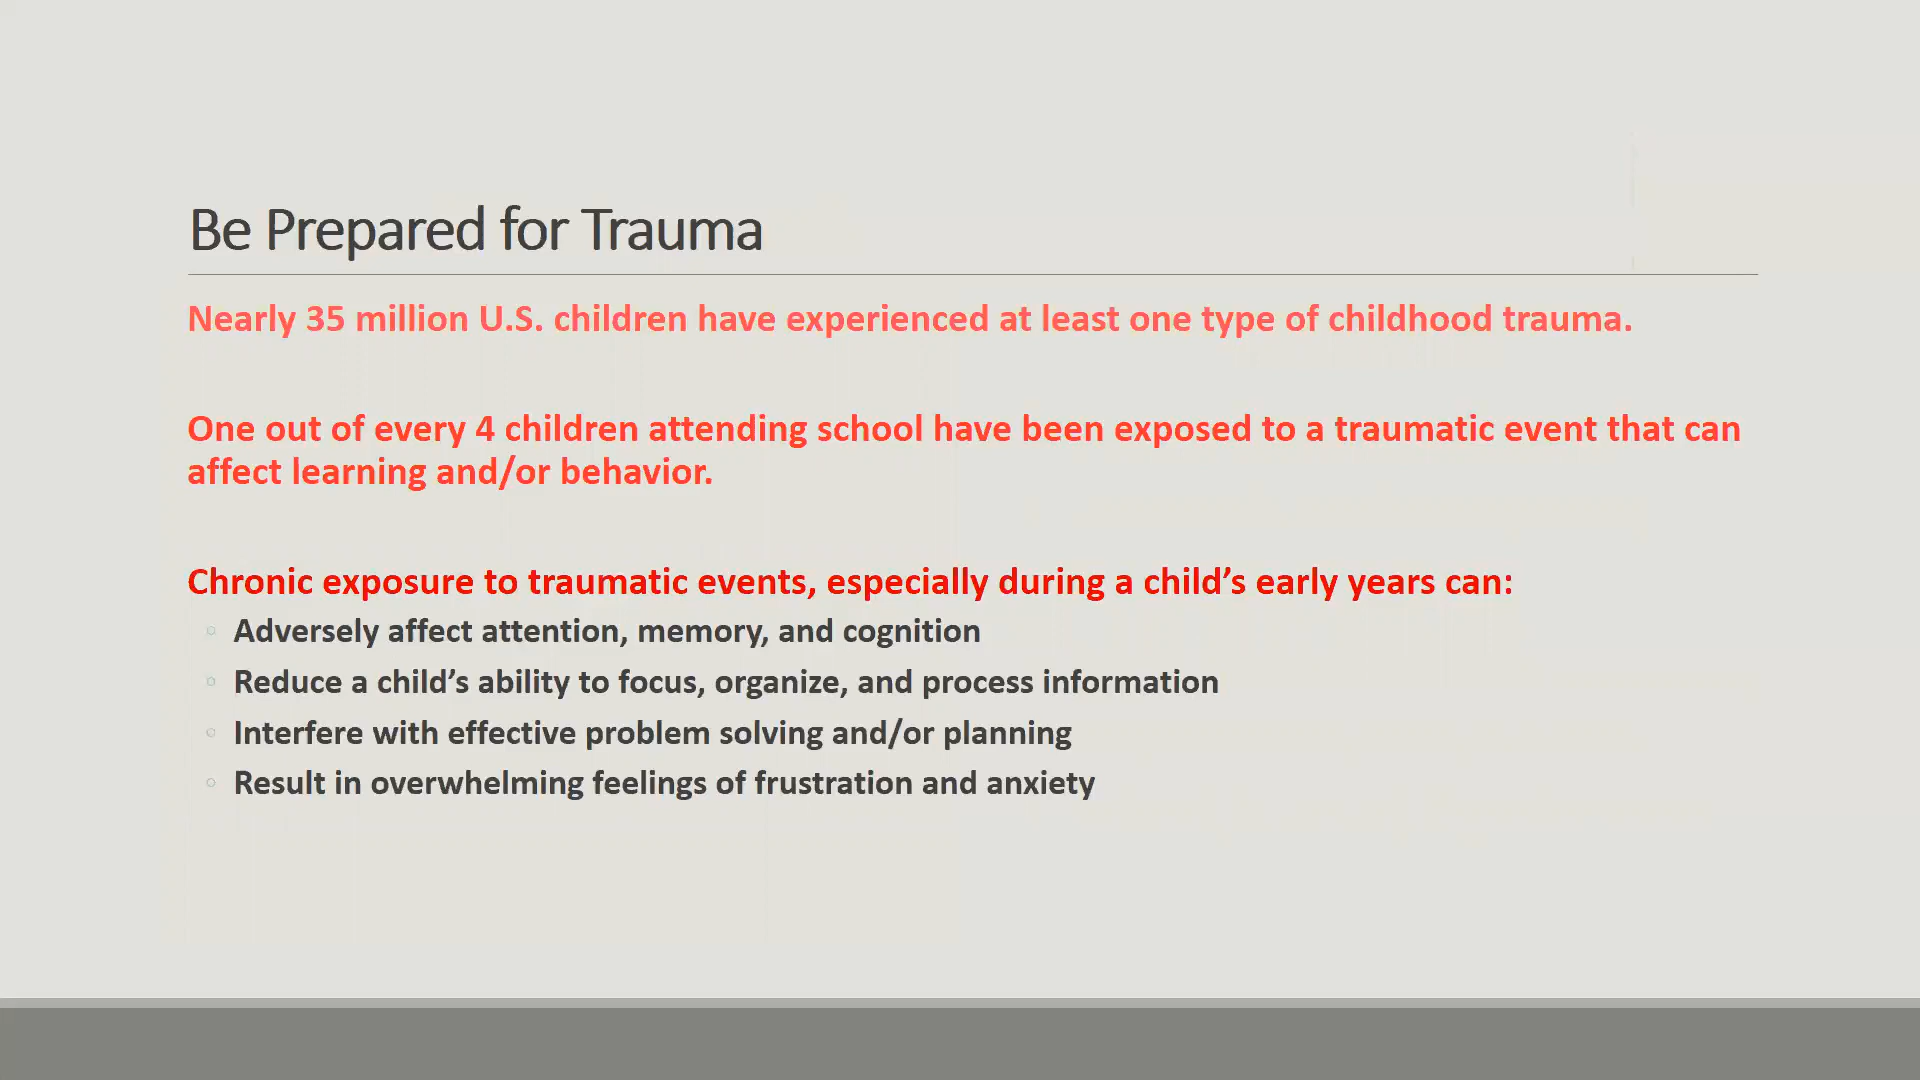 Be Prepared for Trauma
Nearly 35 million U.S. children have experienced at least one type of childhood trauma.
One out of every 4 children attending school have been exposed to a traumatic event that can
affect learning and/or behavior.
Chronic exposure to traumatic events, especially during a child’s early years can:
◦ Adversely affect attention, memory, and cognition
◦ Reduce a child’s ability to focus, organize, and process information
◦ Interfere with effective problem solving and/or planning
◦ Result in overwhelming feelings of frustration and anxiety